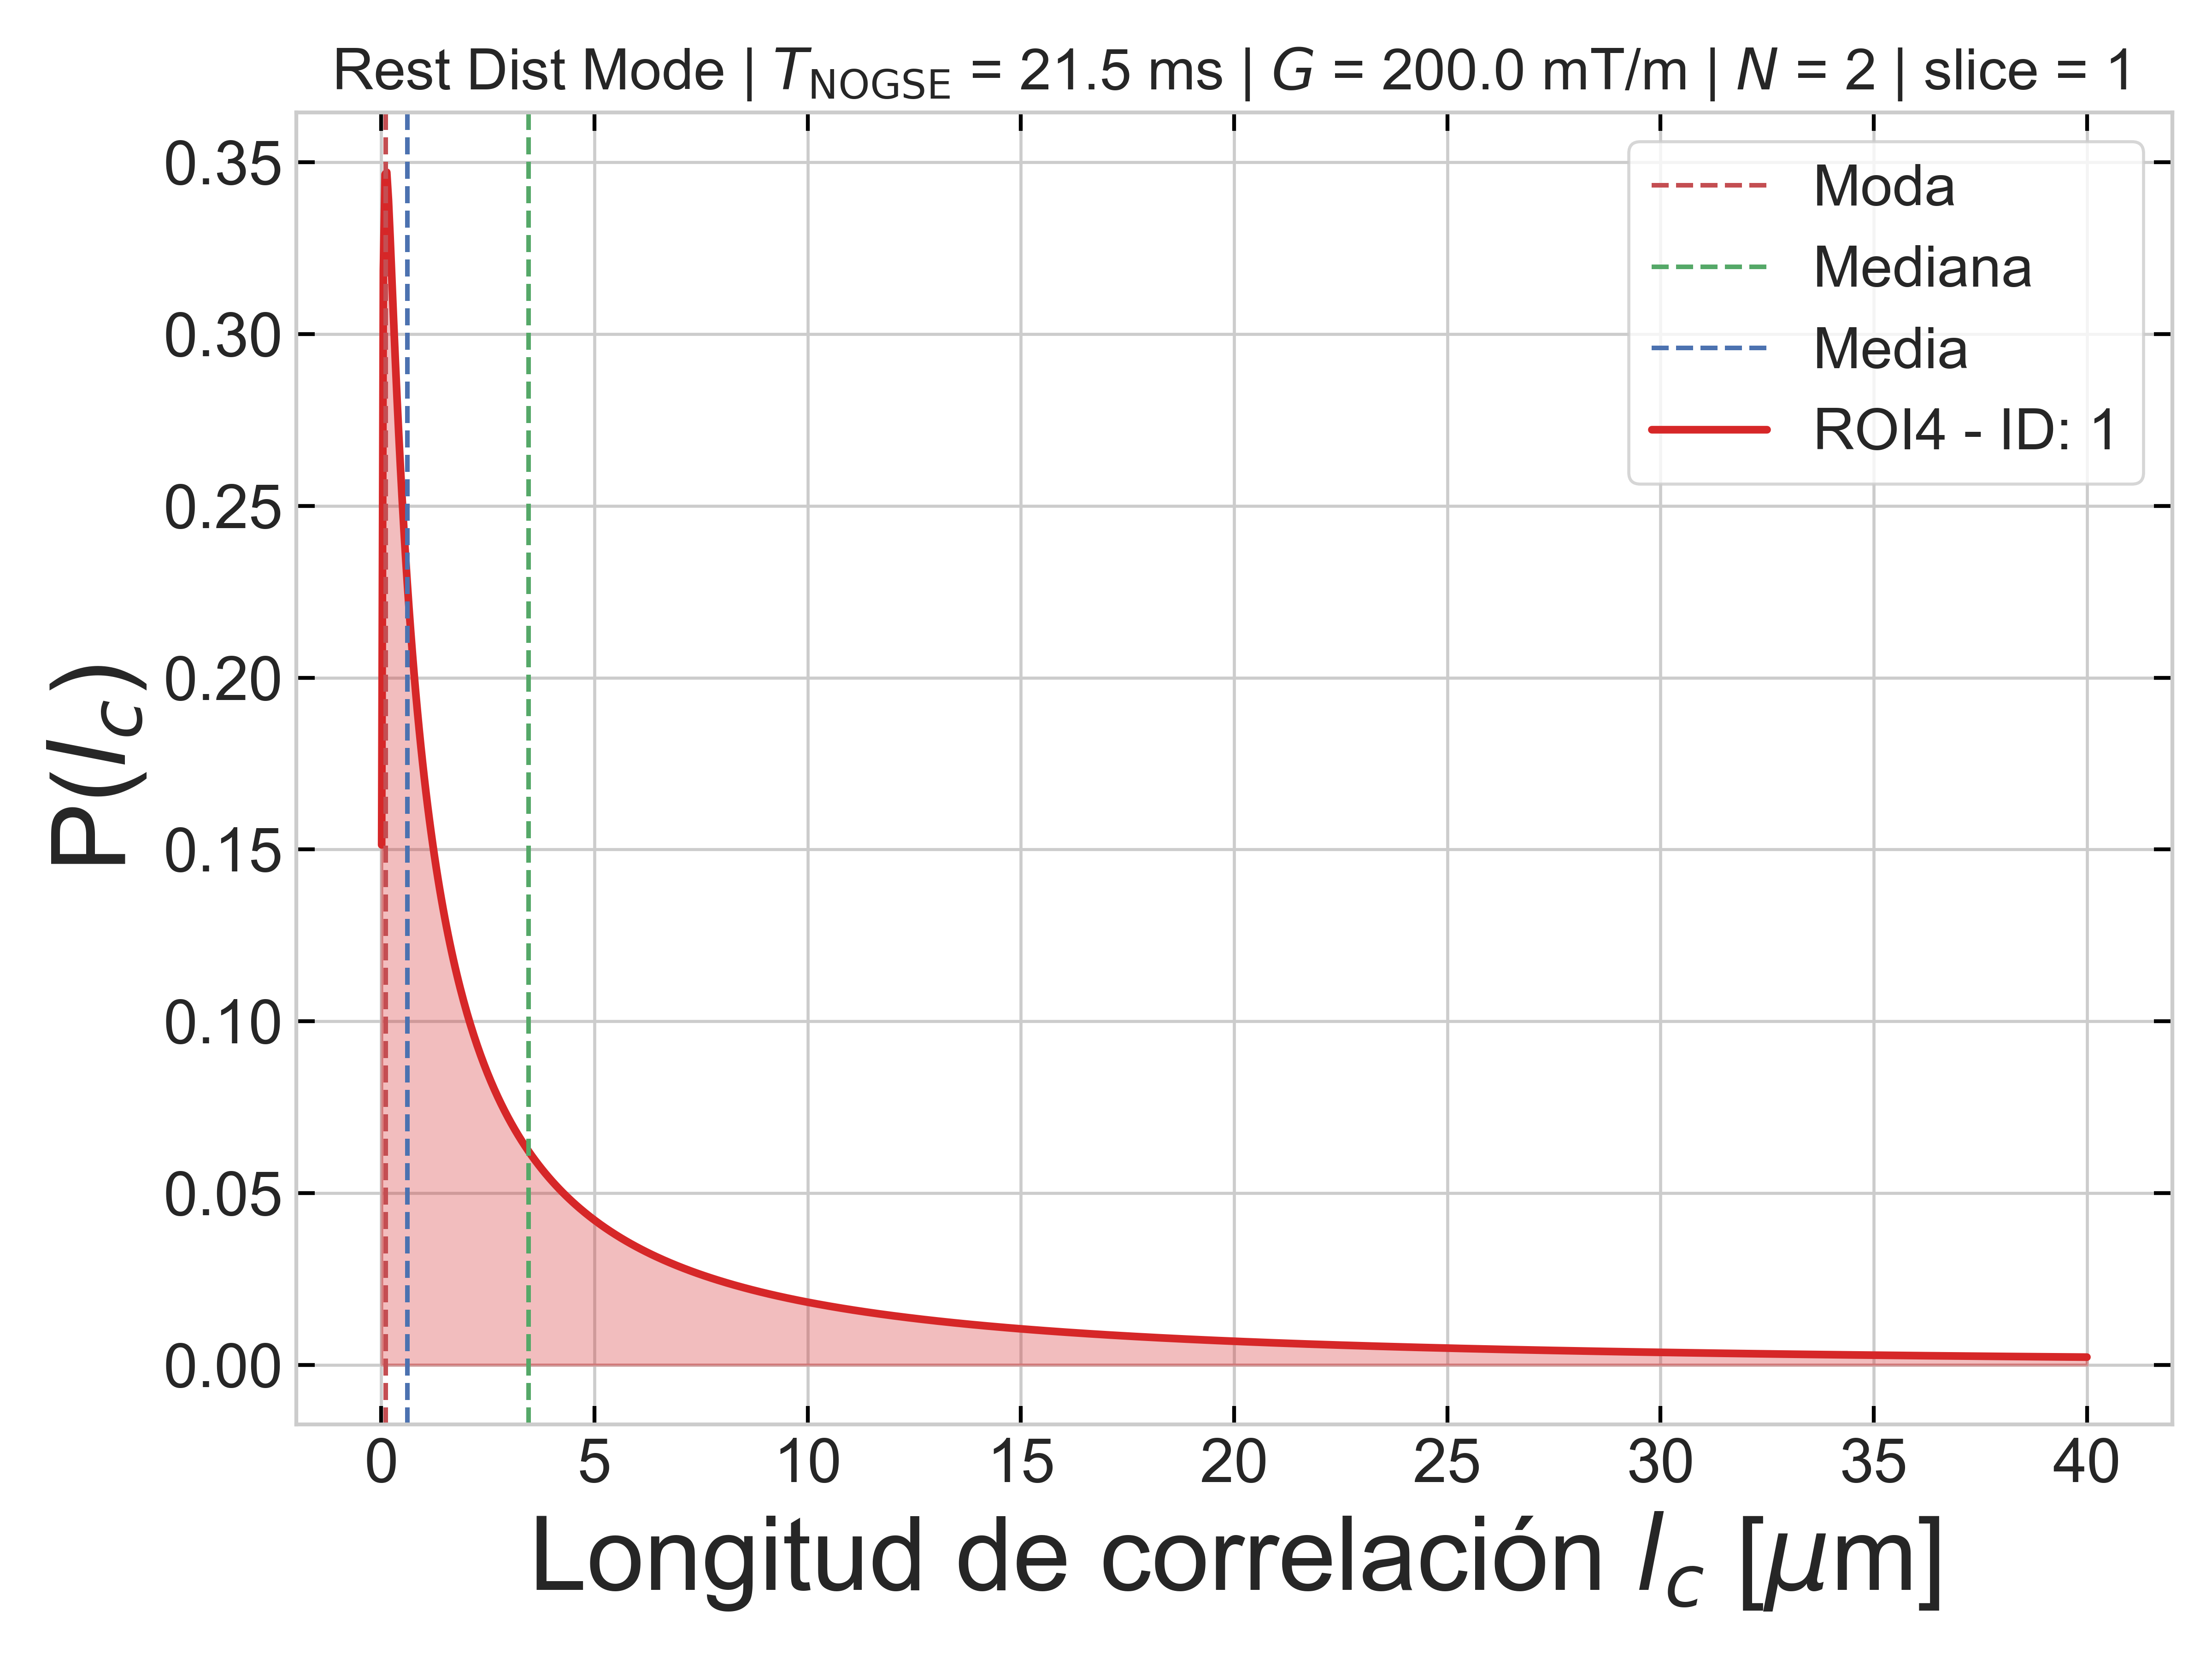 Rest Dist Mode | T_NOGSE = 21.5 ms | G = 200.0 mT/m | N = 2 | slice = 1
Moda
Mediana
Media
ROI4 - ID: 1
P(l_c)
0.35
0.30
0.25
0.20
0.15
0.10
0.05
0.00
0 5 10 15 20 25 30 35 40
Longitud de correlación l_c [μm]